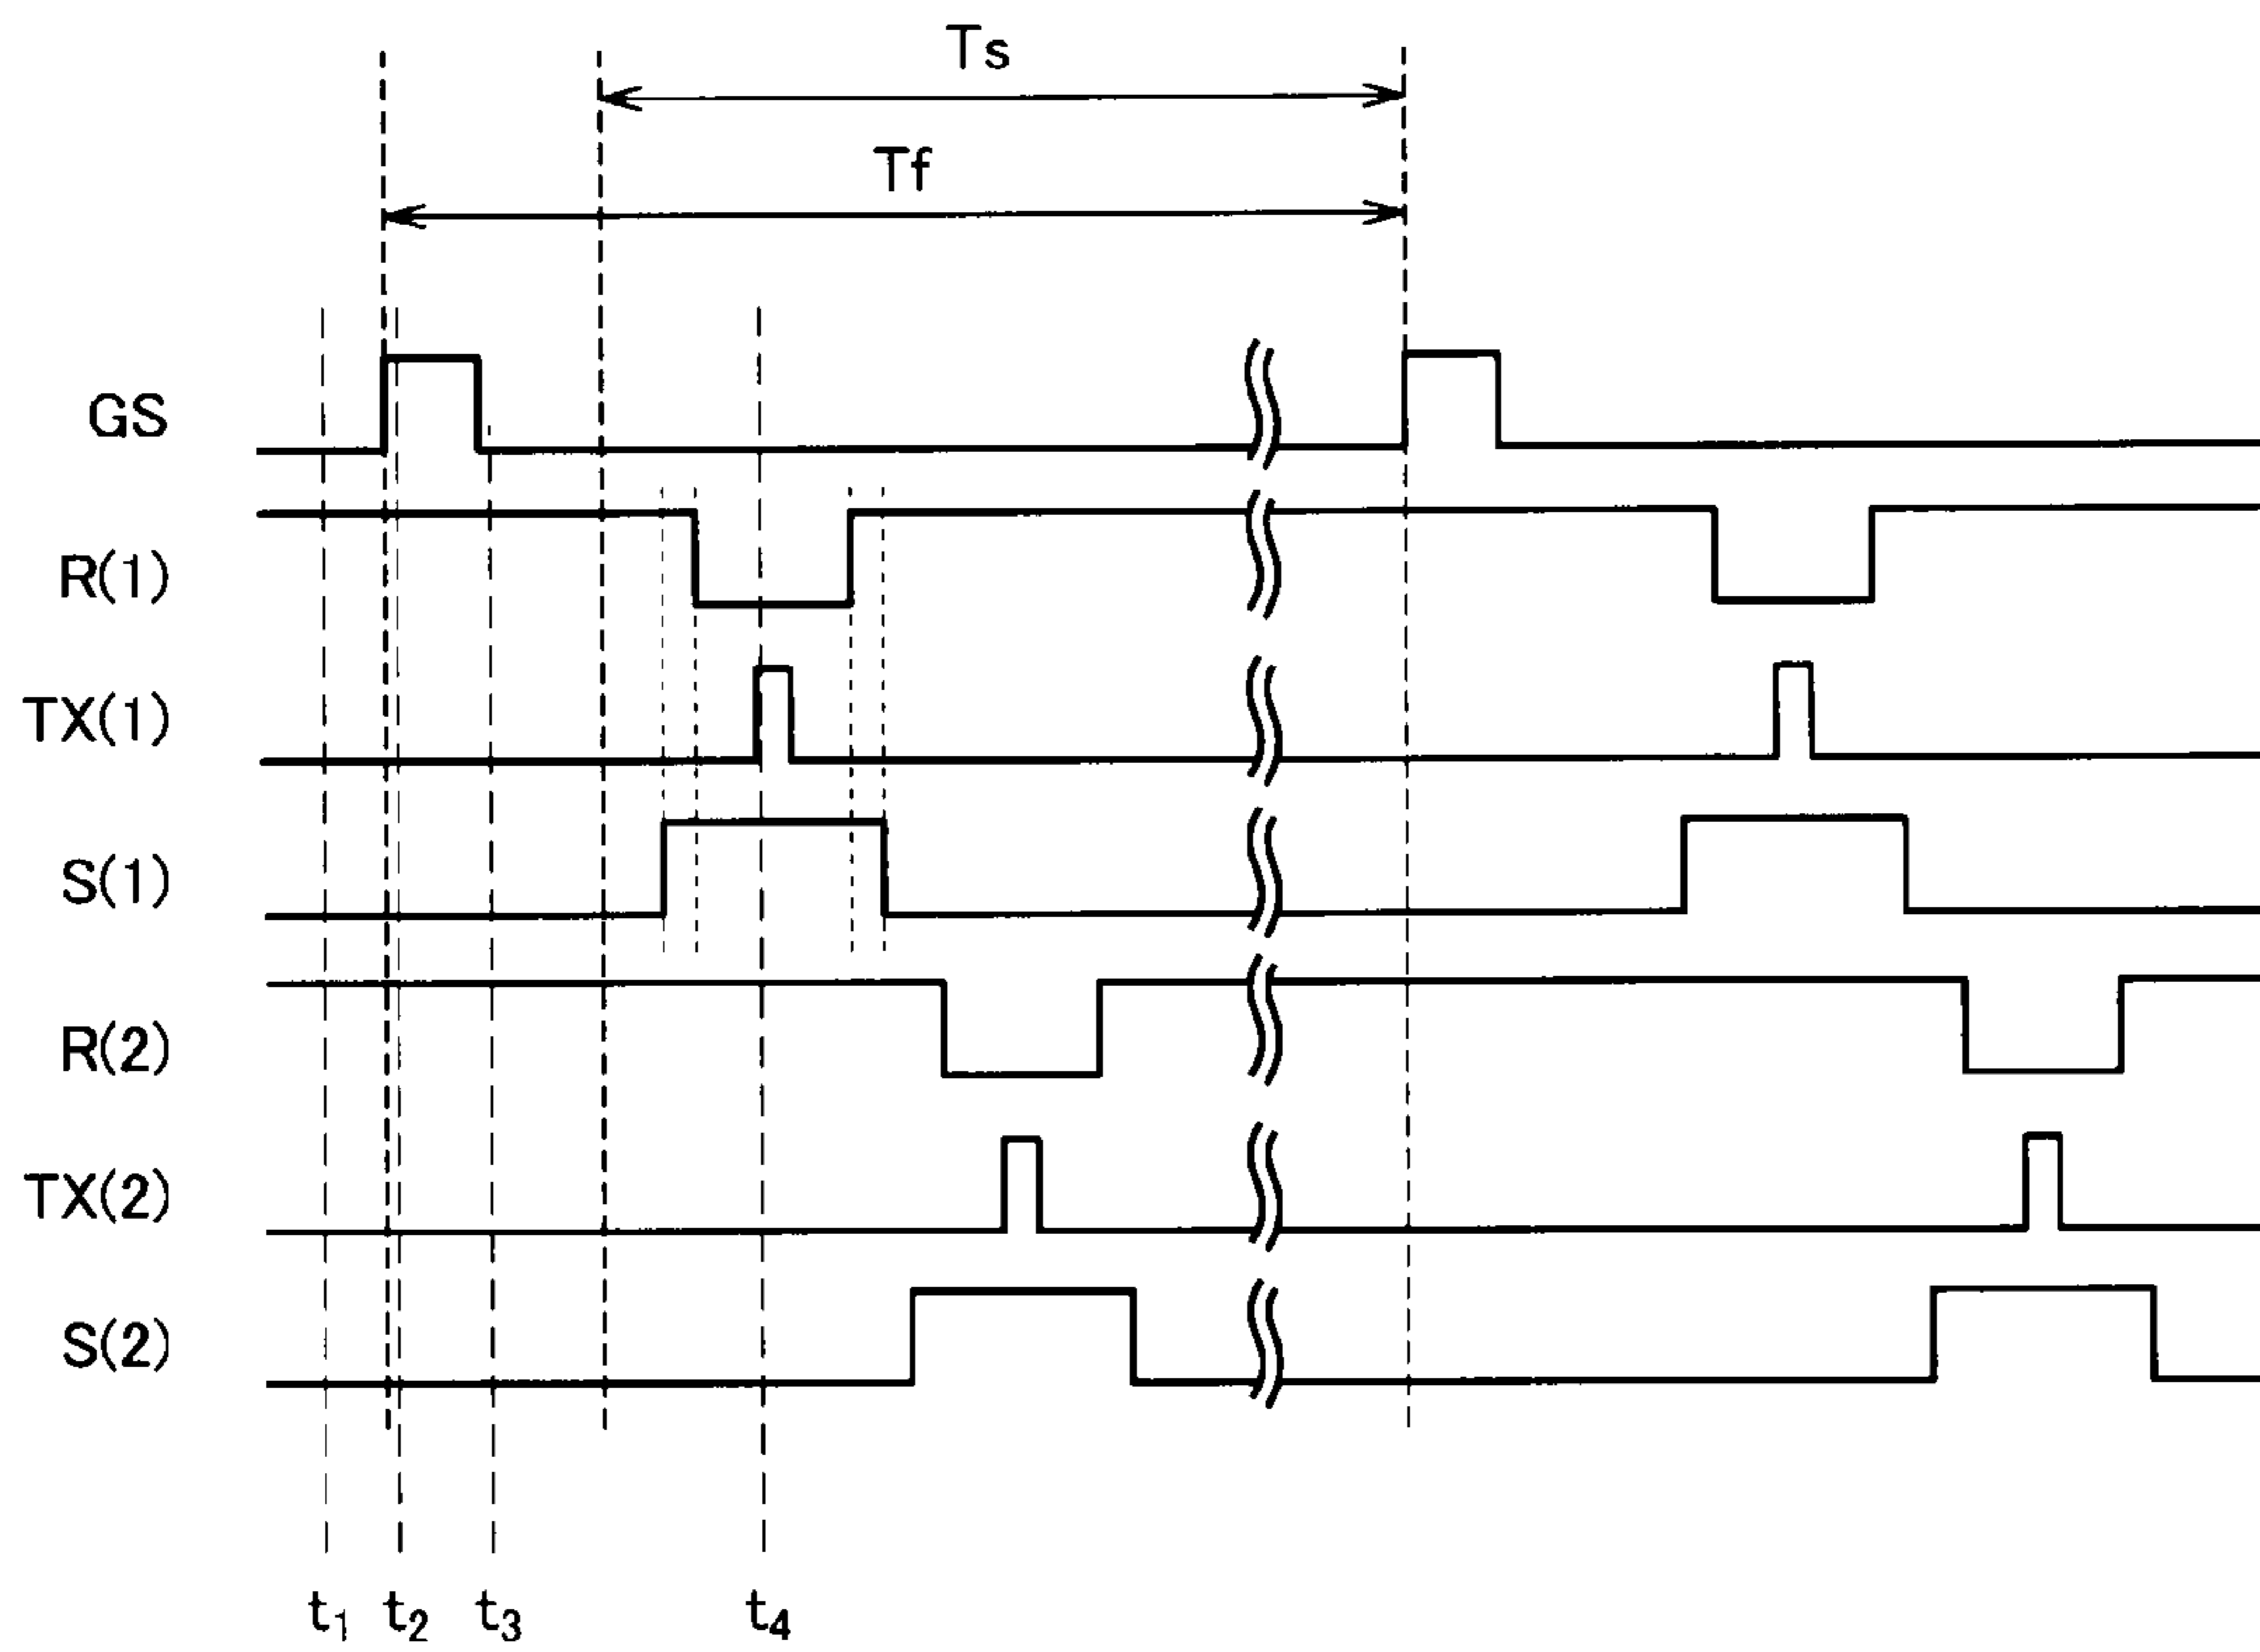 Ts
Tf
GS
R(1)
TX(1)
S(1)
R(2)
TX(2)
S(2)
t₁ t₂ t₃ t₄